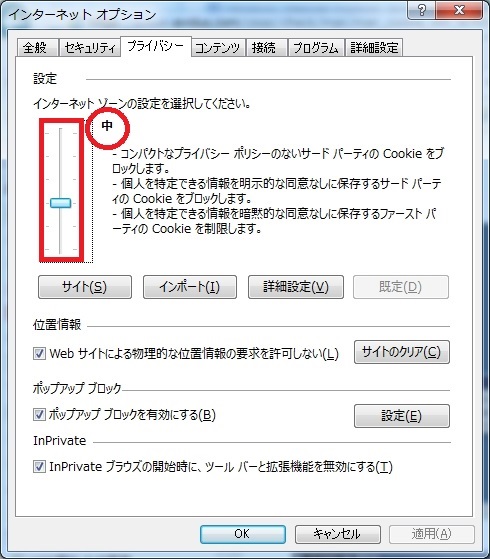 インターネット オプション
全般 セキュリティ プライバシー コンテンツ 接続 プログラム 詳細設定
設定
インターネット ゾーンの設定を選択してください。
中
- コンパクトなプライバシー ポリシーのないサード パーティの Cookie をブ
ロックします。
- 個人を特定できる情報を明示的な同意なしに保存するサード パーテ
ィの Cookie をブロックします。
- 個人を特定できる情報を暗黙的な同意なしに保存するファースト パ
ーティの Cookie を制限します。
サイト(S) インポート(I) 詳細設定(V) 既定(D)
位置情報
Web サイトによる物理的な位置情報の要求を許可しない(L) サイトのクリア(C)
ポップアップ ブロック
ポップアップ ブロックを有効にする(B) 設定(E)
InPrivate
InPrivate ブラウズの開始時に、ツール バーと拡張機能を無効にする(T)
OK キャンセル 適用(A)